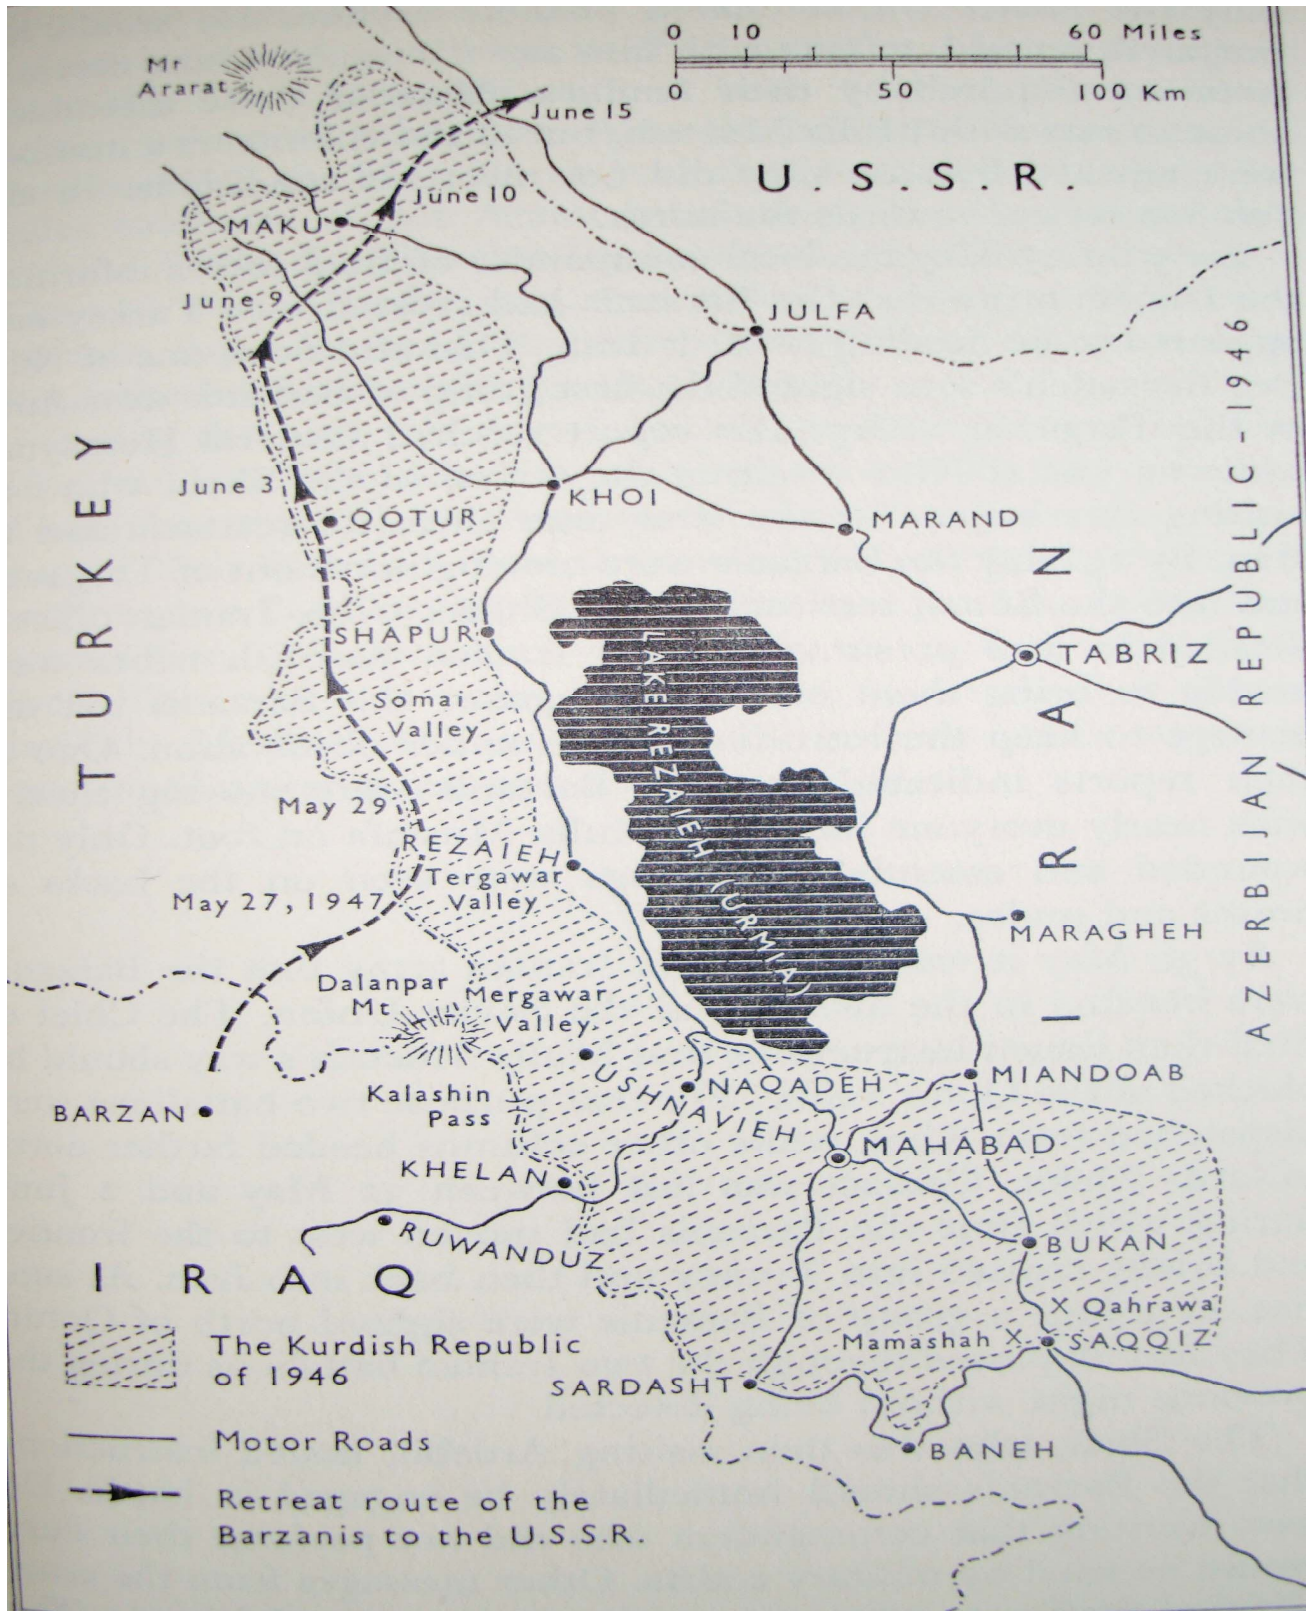 0 10 60 Miles
0 50 100 Km
Mt
Ararat
June 15
U.S.S.R.
June 10
MAKU
June 9
JULFA
TURKEY
June 3
KHOI
QOTUR
MARAND
SHAPUR
TABRIZ
LAKE REZAIEH (URMIA)
Somai
Valley
IRAN
AZERBIJAN REPUBLIC-1946
May 29
REZAIEH
Tergawar
Valley
May 27, 1947
MARAGHEH
Dalanpar
Mt
Mergawar
Valley
USHNAVIEH
NAQADEH
MIANDOAB
Kalashin
Pass
BARZAN
MAHABAD
KHELAN
RUWANDUZ
BUKAN
IRAQ
X Qahrawa
Mamashah X
SAQQIZ
SARDASHT
BANEH
The Kurdish Republic
of 1946
Motor Roads
Retreat route of the
Barzanis to the U.S.S.R.